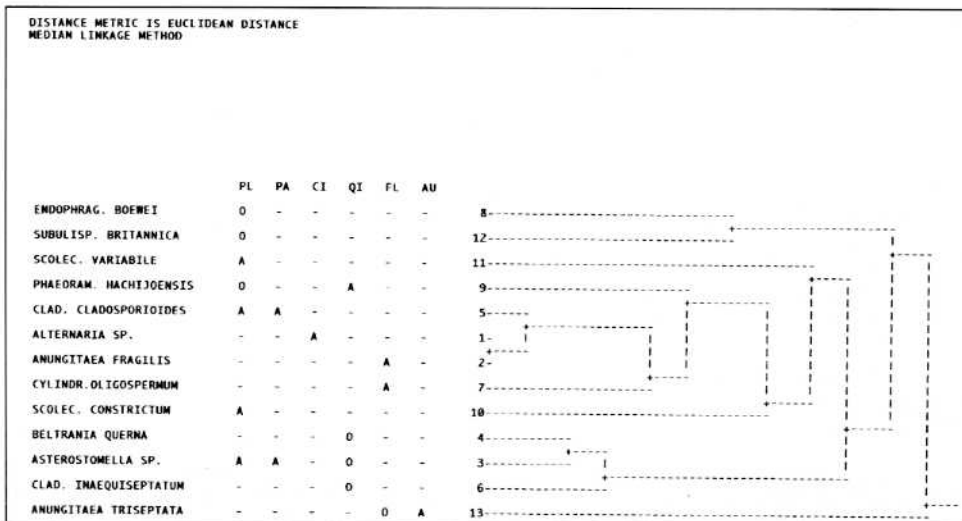 DISTANCE METRIC IS EUCLIDEAN DISTANCE
MEDIAN LINKAGE METHOD
PL PA CI QI FL AU
ENDOPHRAG. BOEWEI O - - - - - 8
SUBULISP. BRITANNICA O - - - - - 12
SCOLEC. VARIABILE A - - - - - 11
PHAEORAM. HACHIJOENSIS O - - A - - 9
CLAD. CLADOSPORIOIDES A A - - - - 5
ALTERNARIA SP. - - A - - - 1
ANUNGITAEA FRAGILIS - - - - A - 2
CYLINDR.OLIGOSPERMUM - - - - A - 7
SCOLEC. CONSTRICTUM A - - - - - 10
BELTRANIA QUERNA - - - O - - 4
ASTEROSTOMELLA SP. A A - O - - 3
CLAD. INAEQUISEPTATUM - - - O - - 6
ANUNGITAEA TRISEPTATA - - - - O A 13